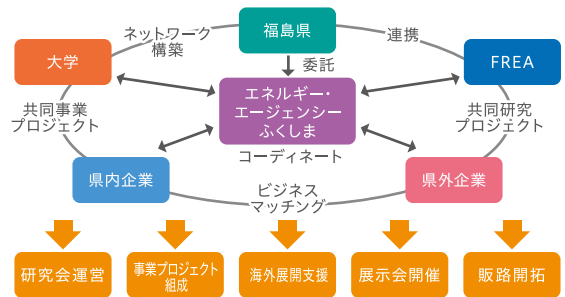 福島県
ネットワーク
構築
連携
大学
委託
FREA
エネルギー・
エージェンシー
ふくしま
共同事業
プロジェクト
共同研究
プロジェクト
コーディネート
県内企業
県外企業
ビジネス
マッチング
研究会運営
事業プロジェクト
組成
海外展開支援
展示会開催
販路開拓